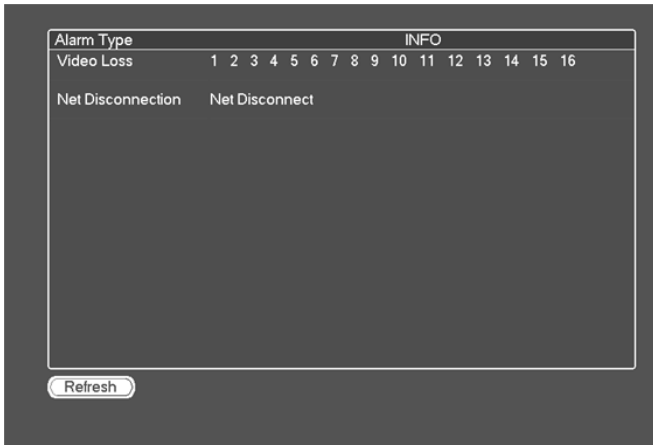 Alarm Type INFO
Video Loss 1 2 3 4 5 6 7 8 9 10 11 12 13 14 15 16
Net Disconnection Net Disconnect
Refresh